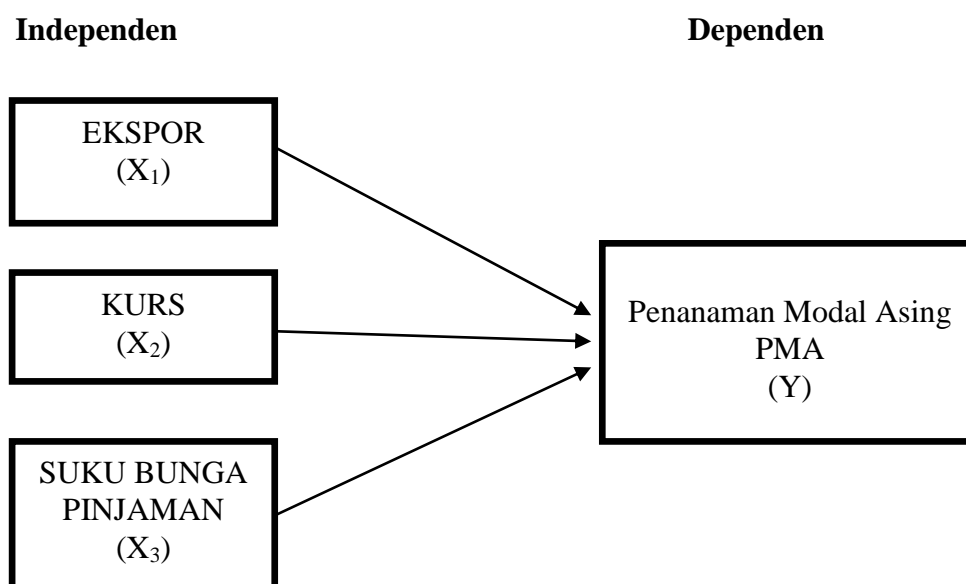 Independen
Dependen
EKSPOR
(X₁)
KURS
(X₂)
SUKU BUNGA
PINJAMAN
(X₃)
Penanaman Modal Asing
PMA
(Y)